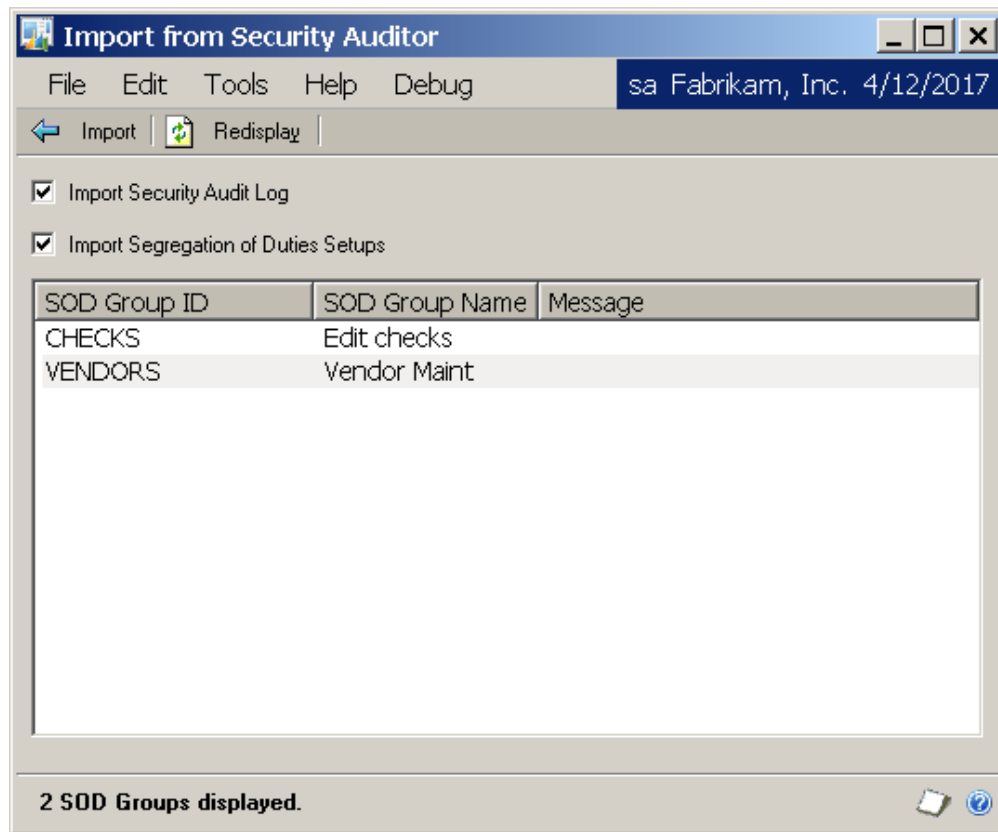 Import from Security Auditor
File Edit Tools Help Debug sa Fabrikam, Inc. 4/12/2017
Import Redisplay
Import Security Audit Log
Import Segregation of Duties Setups
SOD Group ID SOD Group Name Message
CHECKS Edit checks
VENDORS Vendor Maint
2 SOD Groups displayed.